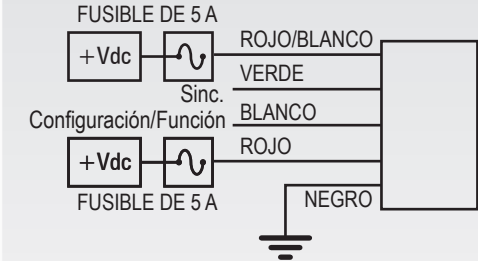 FUSIBLE DE 5 A
+Vdc
ROJO/BLANCO
VERDE
Sinc.
Configuración/Función
BLANCO
+Vdc
ROJO
FUSIBLE DE 5 A
NEGRO